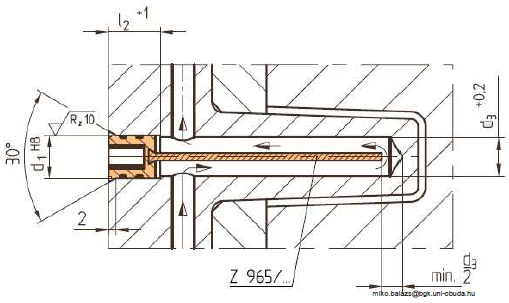 l₂ +1
R_z 10
30°
d₁ H8
d₃ +0,2
2
Z 965/...
min. d₃/2
miko.balazs@bgk.uni-obuda.hu